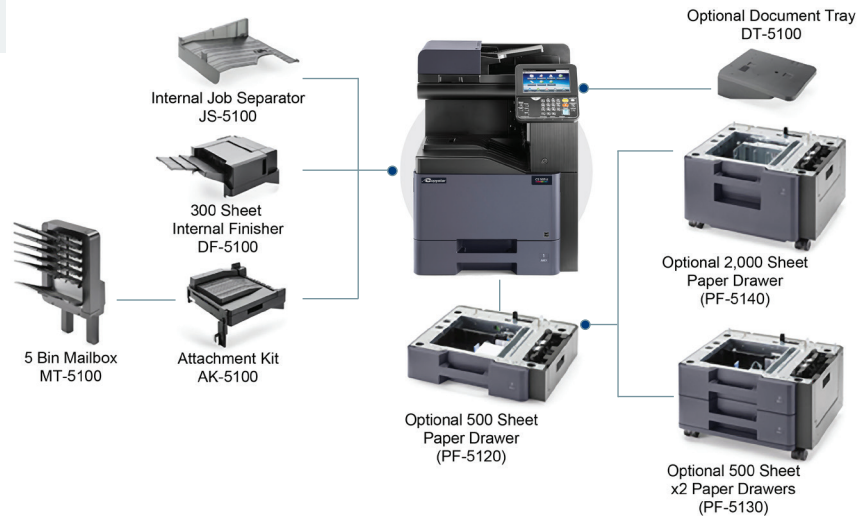 Optional Document Tray
DT-5100
Internal Job Separator
JS-5100
300 Sheet
Internal Finisher
DF-5100
5 Bin Mailbox
MT-5100
Attachment Kit
AK-5100
Optional 500 Sheet
Paper Drawer
(PF-5120)
Optional 2,000 Sheet
Paper Drawer
(PF-5140)
Optional 500 Sheet
x2 Paper Drawers
(PF-5130)